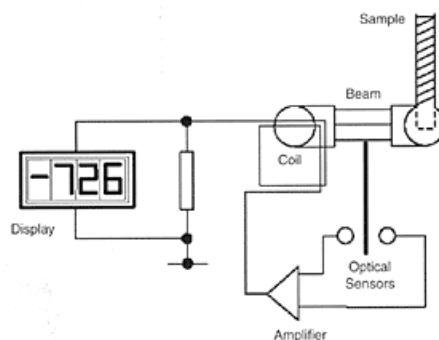 Sample
Beam
-726
Coil
Display
Optical
Sensors
Amplifier